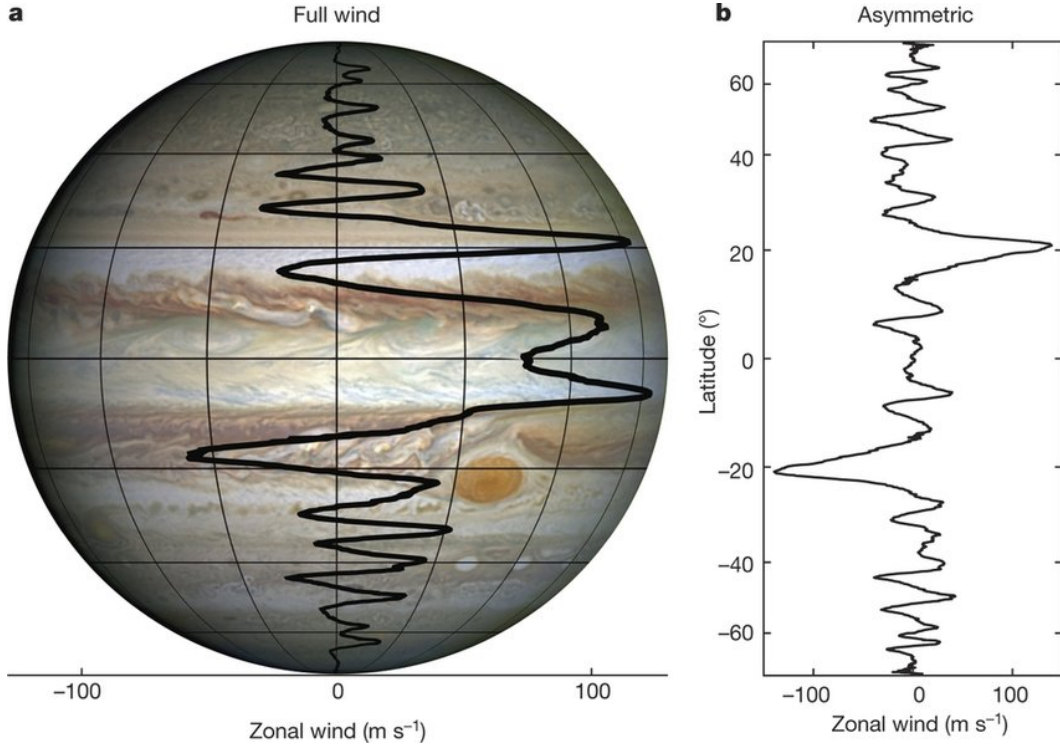 a
Full wind
−100
0
100
Zonal wind (m s⁻¹)
b
Asymmetric
60
40
20
0
−20
−40
−60
Latitude (°)
−100
0
100
Zonal wind (m s⁻¹)